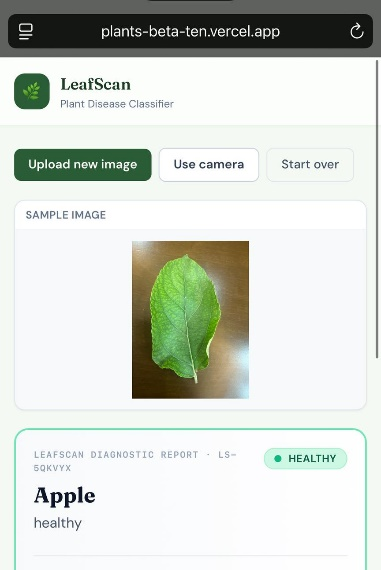 plants-beta-ten.vercel.app
LeafScan
Plant Disease Classifier
Upload new image
Use camera
Start over
SAMPLE IMAGE
LEAFSCAN DIAGNOSTIC REPORT · LS-
5QKVYX
HEALTHY
Apple
healthy